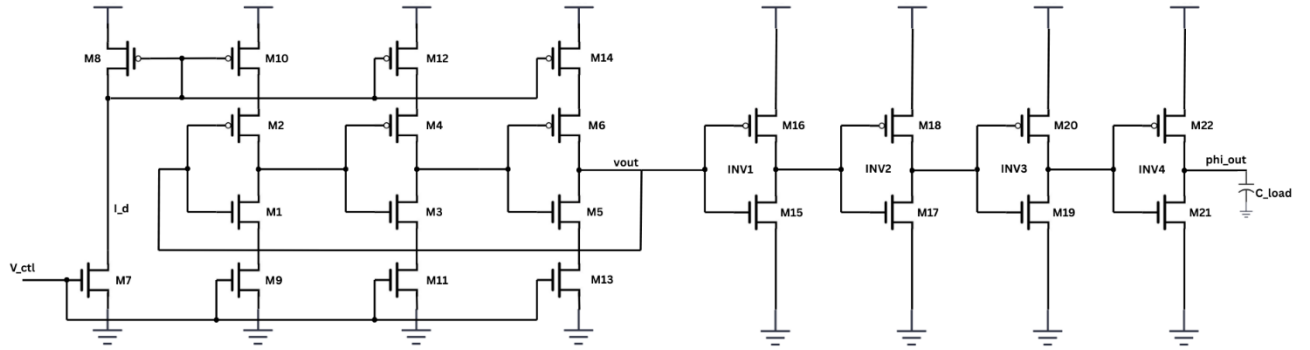 M8
M10
M12
M14
M2
M4
M6
M16
M18
M20
M22
vout
INV1
INV2
INV3
INV4
phi_out
C_load
I_d
M1
M3
M5
M15
M17
M19
M21
V_ctl
M7
M9
M11
M13